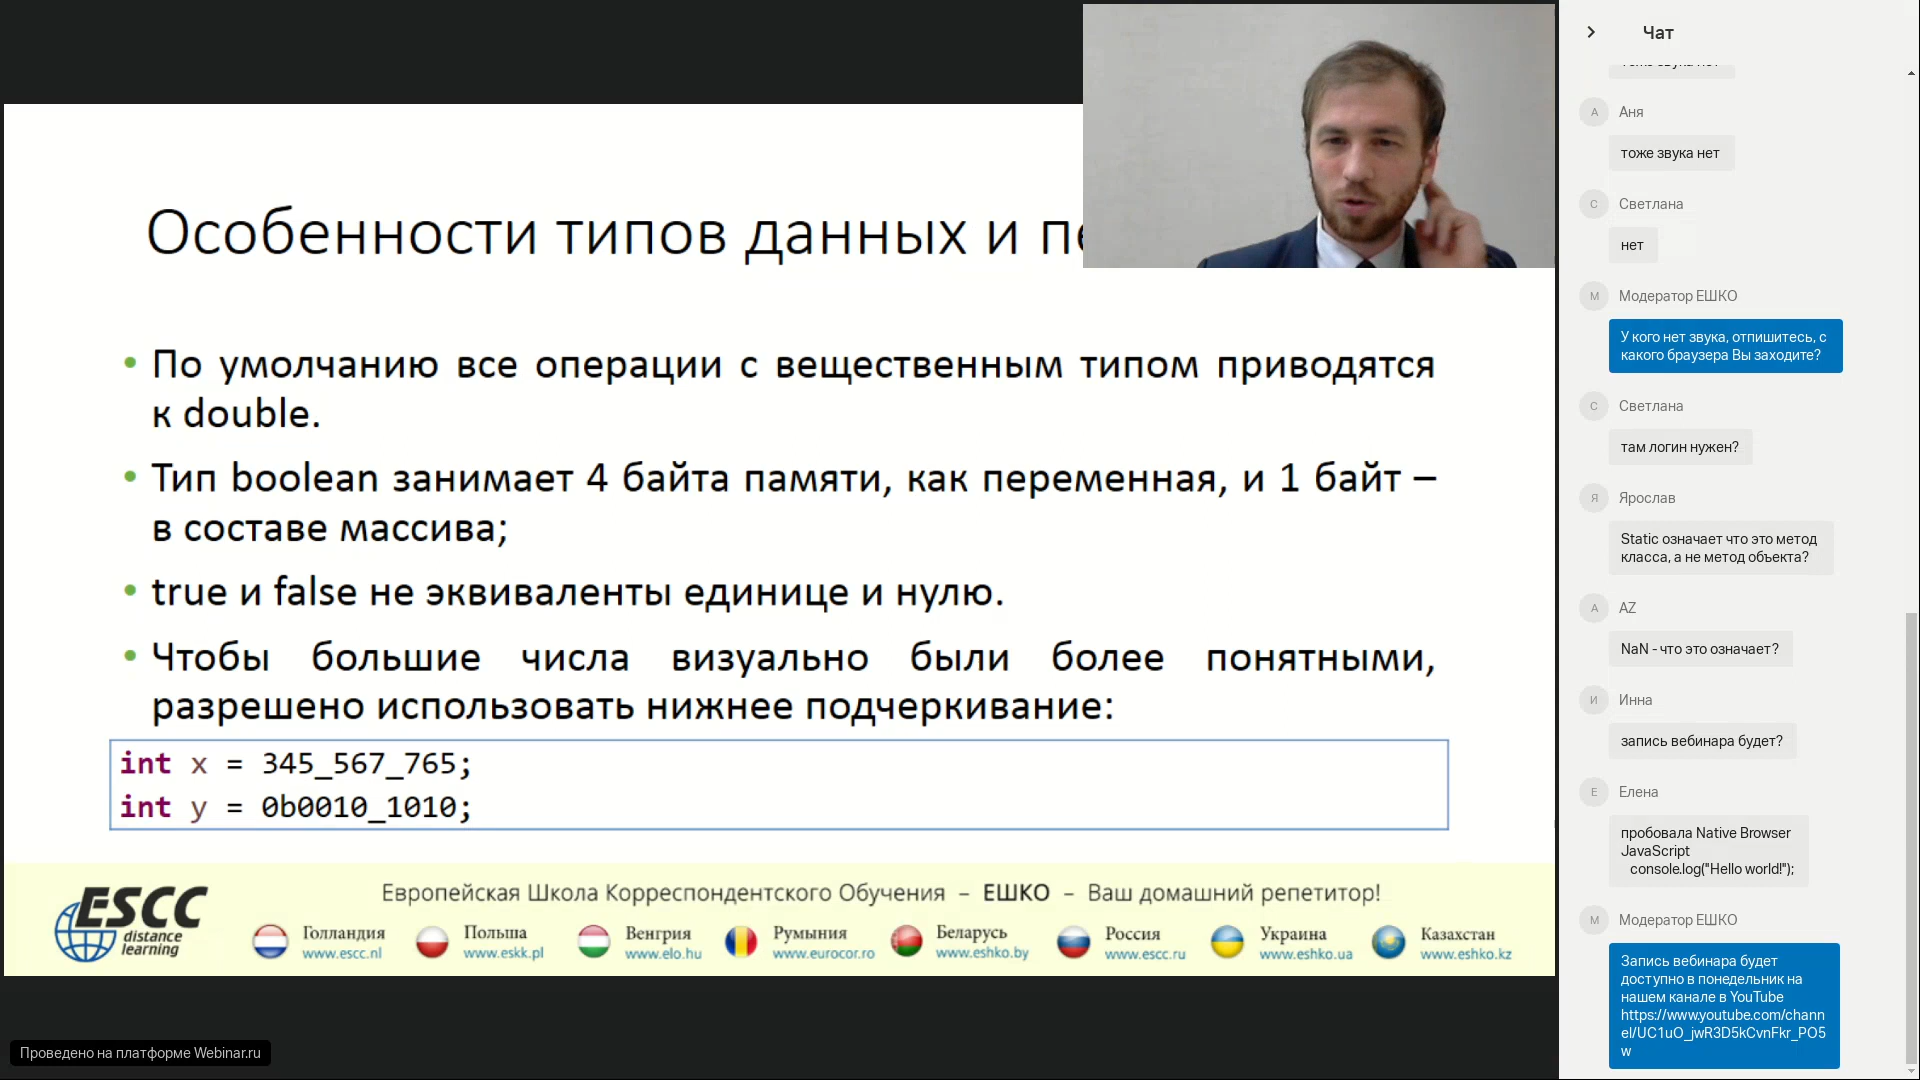 Особенности типов данных и
• По умолчанию все операции с вещественным типом приводятся
к double.
• Тип boolean занимает 4 байта памяти, как переменная, и 1 байт –
в составе массива;
• true и false не эквиваленты единице и нулю.
• Чтобы большие числа визуально были более понятными,
разрешено использовать нижнее подчеркивание:
int x = 345_567_765;
int y = 0b0010_1010;
ESCC
distance
learning
Европейская Школа Корреспондентского Обучения – ЕШКО – Ваш домашний репетитор!
Голландия
www.escc.nl
Польша
www.eskk.pl
Венгрия
www.elo.hu
Румыния
www.eurocor.ro
Беларусь
www.eshko.by
Россия
www.escc.ru
Украина
www.eshko.ua
Казахстан
www.eshko.kz
Проведено на платформе Webinar.ru
Чат
А Аня
тоже звука нет
С Светлана
нет
М Модератор ЕШКО
У кого нет звука, отпишитесь, с
какого браузера Вы заходите?
С Светлана
там логин нужен?
Я Ярослав
Static означает что это метод
класса, а не метод объекта?
A AZ
NaN - что это означает?
И Инна
запись вебинара будет?
Е Елена
пробовала Native Browser
JavaScript
console.log("Hello world!");
М Модератор ЕШКО
Запись вебинара будет
доступно в понедельник на
нашем канале в YouTube
https://www.youtube.com/chann
el/UC1uO_jwR3D5kCvnFkr_PO5
w